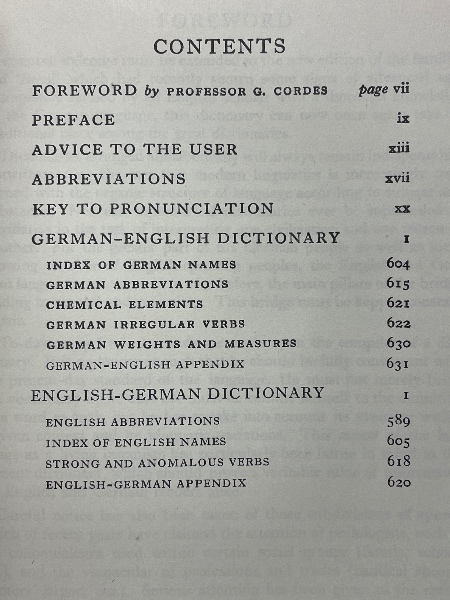 CONTENTS
FOREWORD by PROFESSOR G. CORDES page vii
PREFACE ix
ADVICE TO THE USER xiii
ABBREVIATIONS xvii
KEY TO PRONUNCIATION xx
GERMAN–ENGLISH DICTIONARY 1
INDEX OF GERMAN NAMES 604
GERMAN ABBREVIATIONS 615
CHEMICAL ELEMENTS 621
GERMAN IRREGULAR VERBS 622
GERMAN WEIGHTS AND MEASURES 630
GERMAN-ENGLISH APPENDIX 631
ENGLISH-GERMAN DICTIONARY 1
ENGLISH ABBREVIATIONS 589
INDEX OF ENGLISH NAMES 605
STRONG AND ANOMALOUS VERBS 618
ENGLISH-GERMAN APPENDIX 620